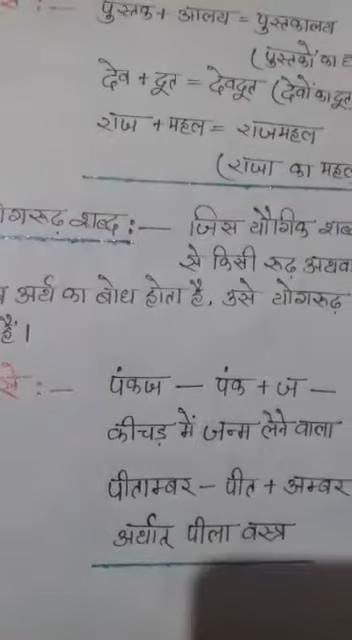 :- पुस्तक + आलय = पुस्तकालय
(पुस्तकों का
देव + दूत = देवदूत (देवों का दूत
राज + महल = राजमहल
(राजा का महल
योगरूढ़ शब्द :- जिस यौगिक शब्द
से किसी रूढ़ अथवा
अर्थ का बोध होता है, उसे योगरूढ़
हैं।
:- पंकज - पंक + ज -
कीचड़ में जन्म लेने वाला
पीताम्बर - पीत + अम्बर
अर्थात् पीला वस्त्र